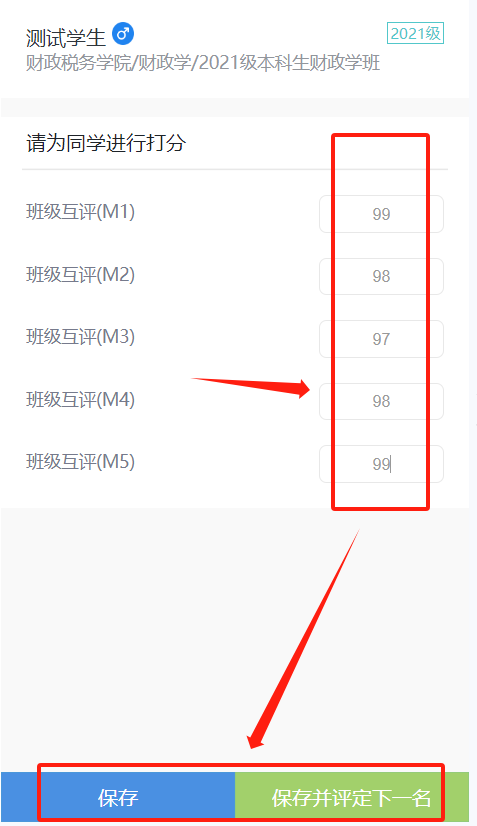 测试学生
2021级
财政税务学院/财政学/2021级本科生财政学班
请为同学进行打分
班级互评(M1) 99
班级互评(M2) 98
班级互评(M3) 97
班级互评(M4) 98
班级互评(M5) 99
保存 保存并评定下一名